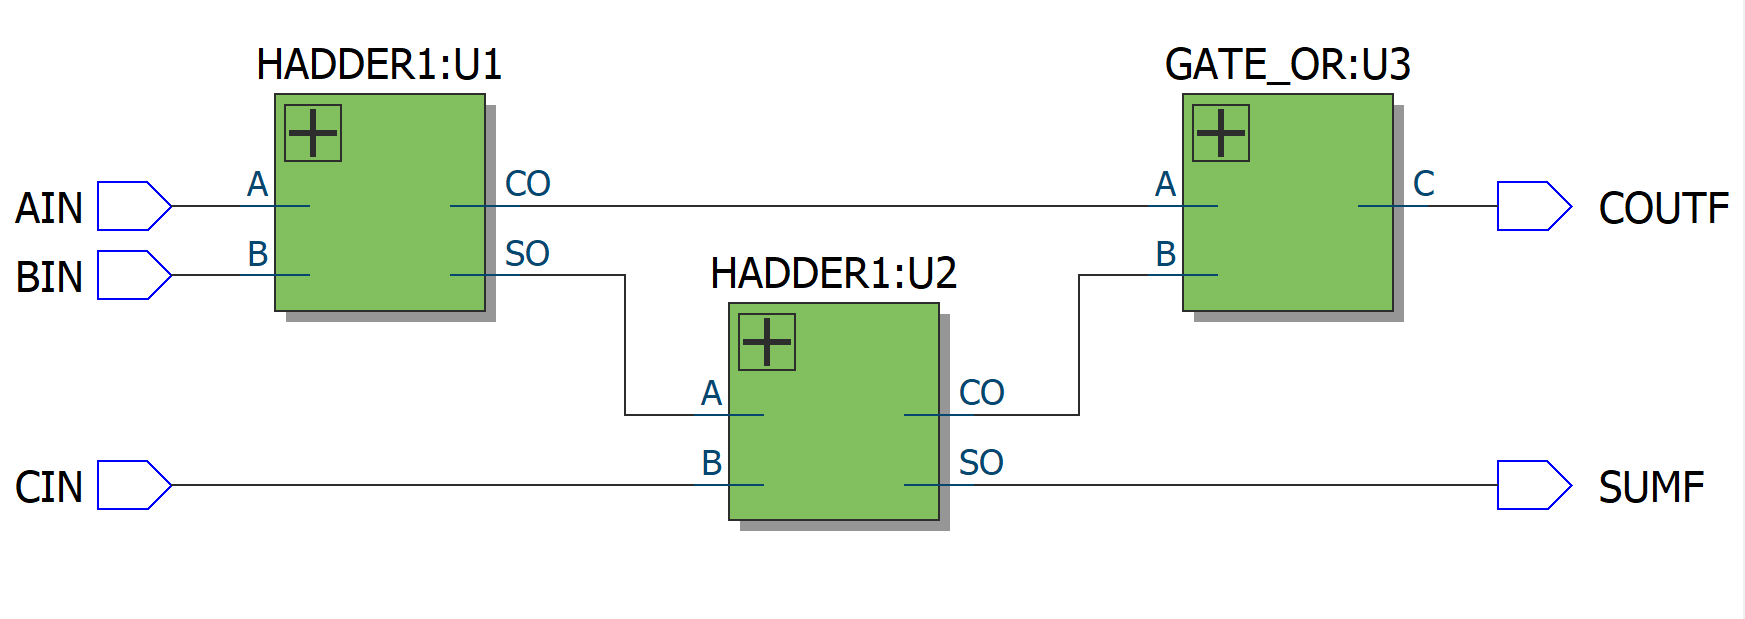 HADDER1:U1
GATE_OR:U3
AIN
A
CO
A
C
COUTF
BIN
B
SO
B
HADDER1:U2
A
CO
CIN
B
SO
SUMF